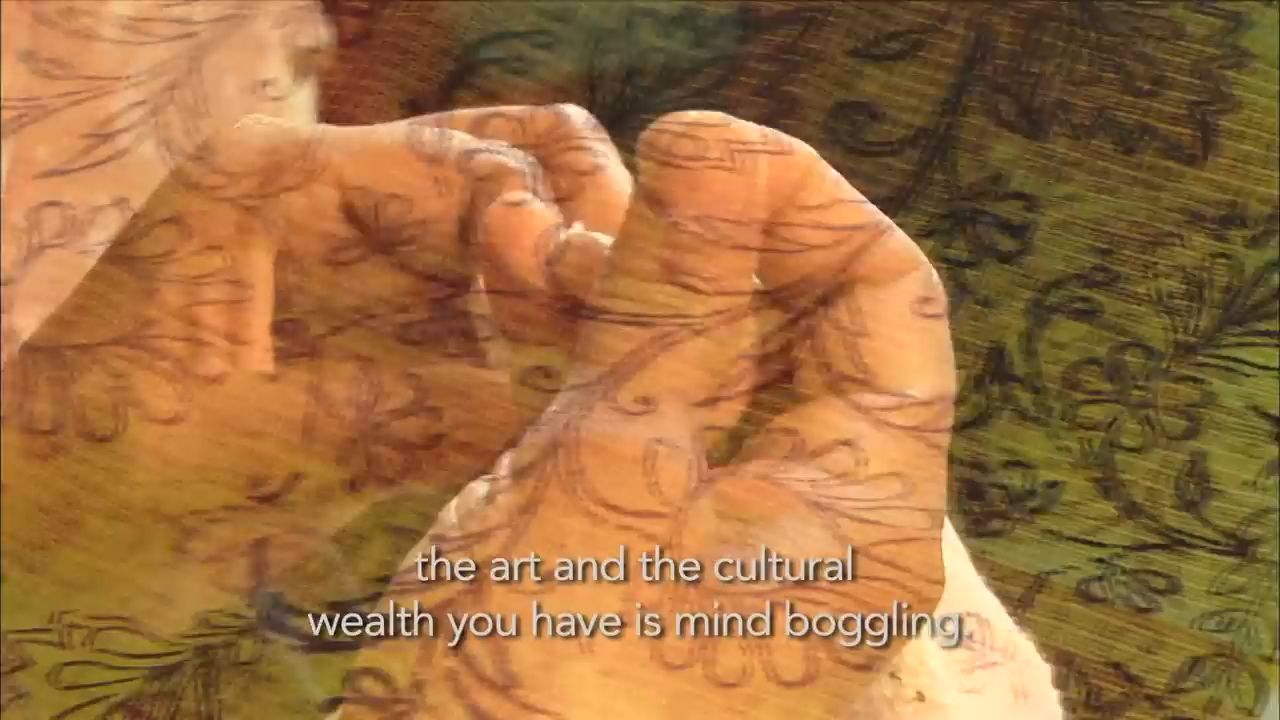 the art and the cultural
wealth you have is mind boggling.